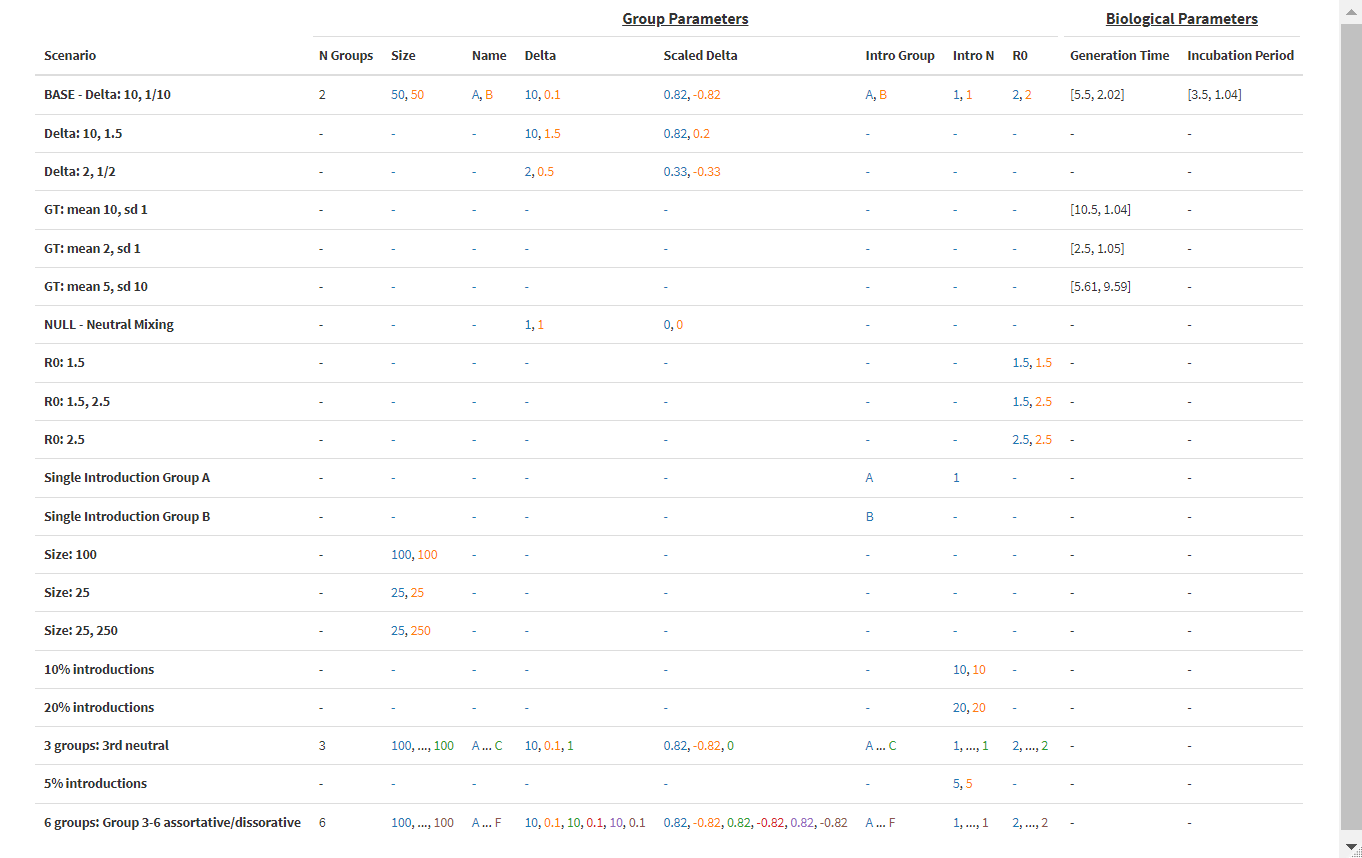 Group Parameters Biological Parameters
Scenario N Groups Size Name Delta Scaled Delta Intro Group Intro N R0 Generation Time Incubation Period
BASE - Delta: 10, 1/10 2 50, 50 A, B 10, 0.1 0.82, -0.82 A, B 1, 1 2, 2 [5.5, 2.02] [3.5, 1.04]
Delta: 10, 1.5 - - - 10, 1.5 0.82, 0.2 - - - - -
Delta: 2, 1/2 - - - 2, 0.5 0.33, -0.33 - - - - -
GT: mean 10, sd 1 - - - - - - - - [10.5, 1.04] -
GT: mean 2, sd 1 - - - - - - - - [2.5, 1.05] -
GT: mean 5, sd 10 - - - - - - - - [5.61, 9.59] -
NULL - Neutral Mixing - - - 1, 1 0, 0 - - - - -
R0: 1.5 - - - - - - - 1.5, 1.5 - -
R0: 1.5, 2.5 - - - - - - - 1.5, 2.5 - -
R0: 2.5 - - - - - - - 2.5, 2.5 - -
Single Introduction Group A - - - - - A 1 - - -
Single Introduction Group B - - - - - B - - - -
Size: 100 - 100, 100 - - - - - - - -
Size: 25 - 25, 25 - - - - - - - -
Size: 25, 250 - 25, 250 - - - - - - - -
10% introductions - - - - - - 10, 10 - - -
20% introductions - - - - - - 20, 20 - - -
3 groups: 3rd neutral 3 100, ..., 100 A ... C 10, 0.1, 1 0.82, -0.82, 0 A ... C 1, ..., 1 2, ..., 2 - -
5% introductions - - - - - - 5, 5 - - -
6 groups: Group 3-6 assortative/dissorative 6 100, ..., 100 A ... F 10, 0.1, 10, 0.1, 10, 0.1 0.82, -0.82, 0.82, -0.82, 0.82, -0.82 A ... F 1, ..., 1 2, ..., 2 - -